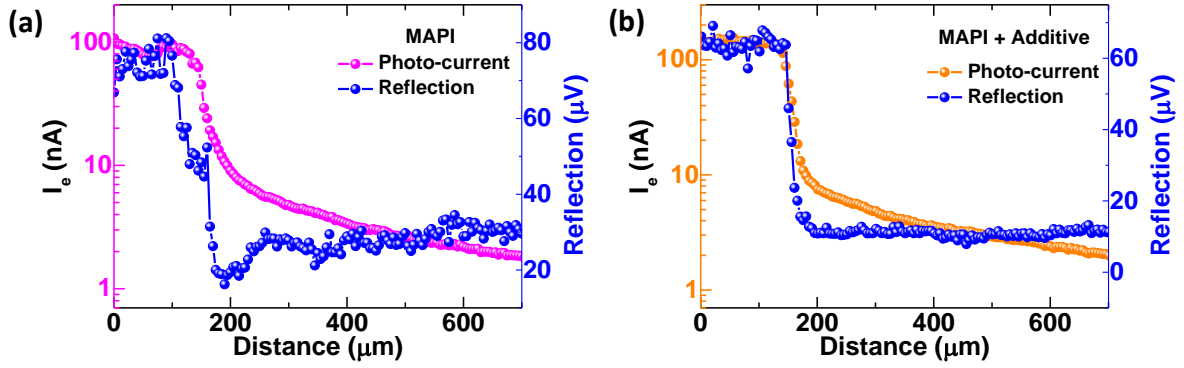 (a)
MAPI
Photo-current
Reflection
I_e (nA)
100
10
1
Reflection (μV)
80
60
40
20
0
200
400
600
Distance (μm)
(b)
MAPI + Additive
Photo-current
Reflection
I_e (nA)
100
10
1
Reflection (μV)
60
40
20
0
0
200
400
600
Distance (μm)